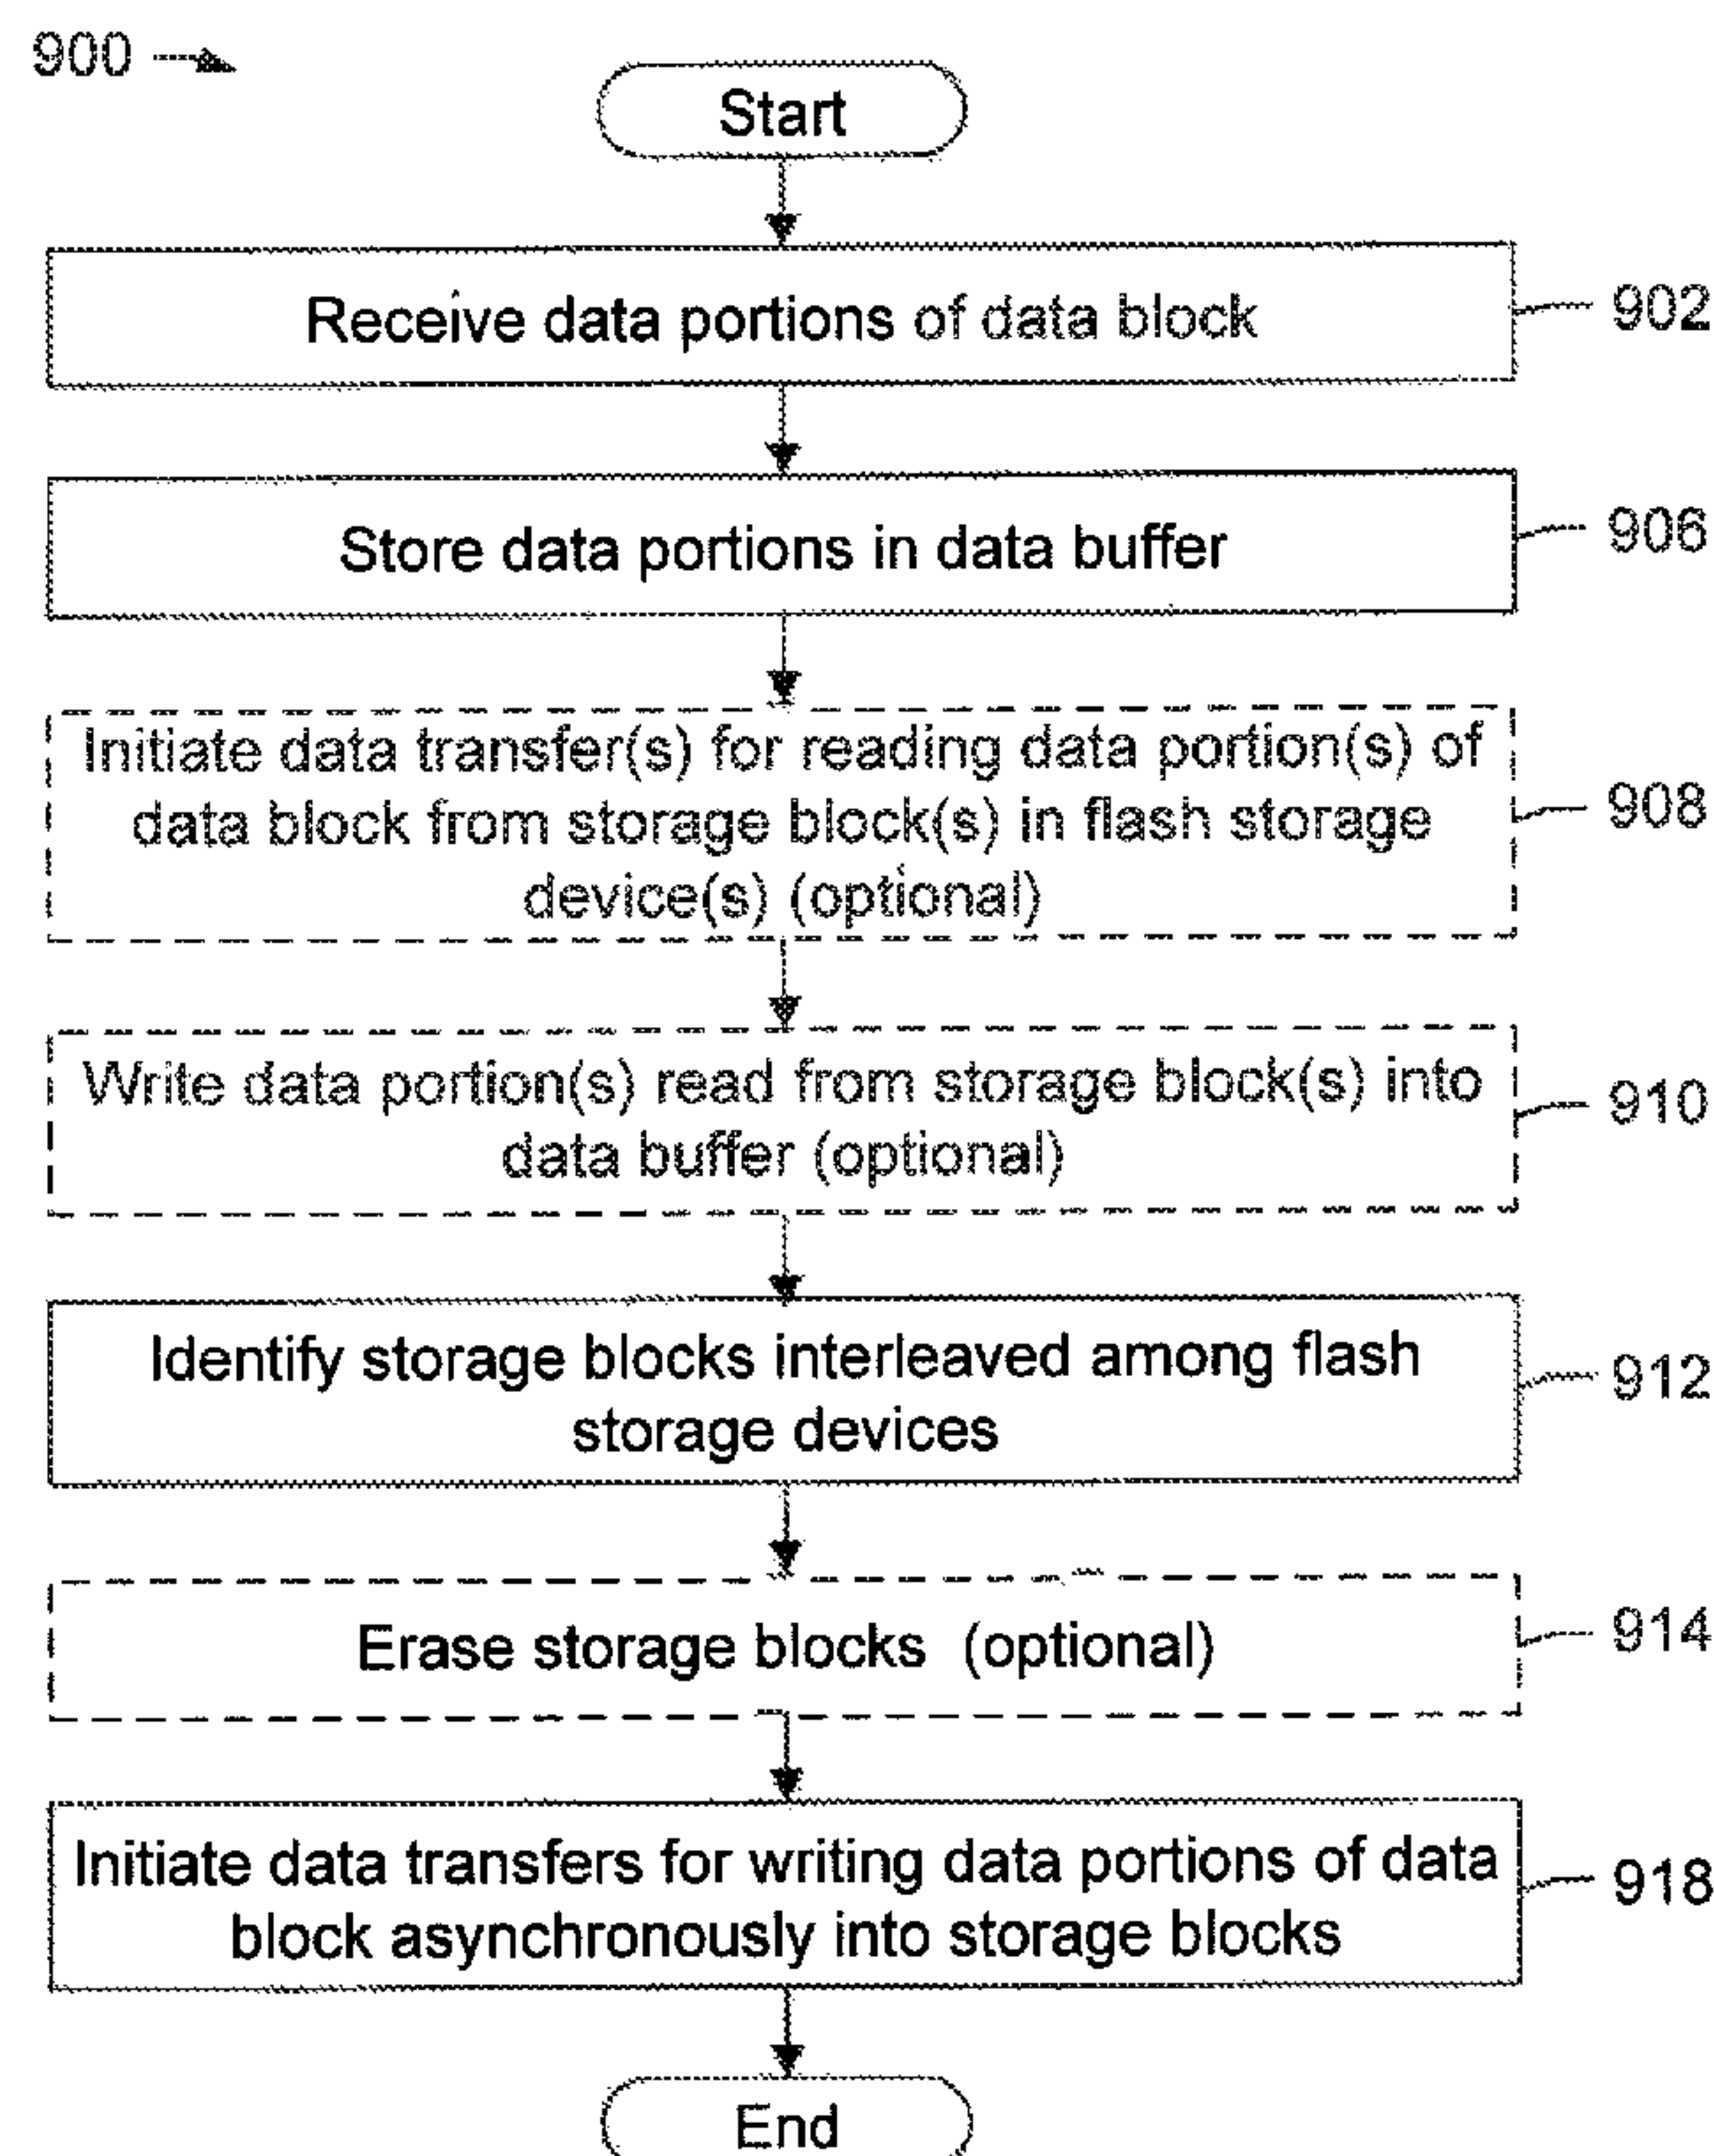 900
Start
Receive data portions of data block
902
Store data portions in data buffer
906
Initiate data transfer(s) for reading data portion(s) of
data block from storage block(s) in flash storage
device(s) (optional)
908
Write data portion(s) read from storage block(s) into
data buffer (optional)
910
Identify storage blocks interleaved among flash
storage devices
912
Erase storage blocks (optional)
914
Initiate data transfers for writing data portions of data
block asynchronously into storage blocks
918
End